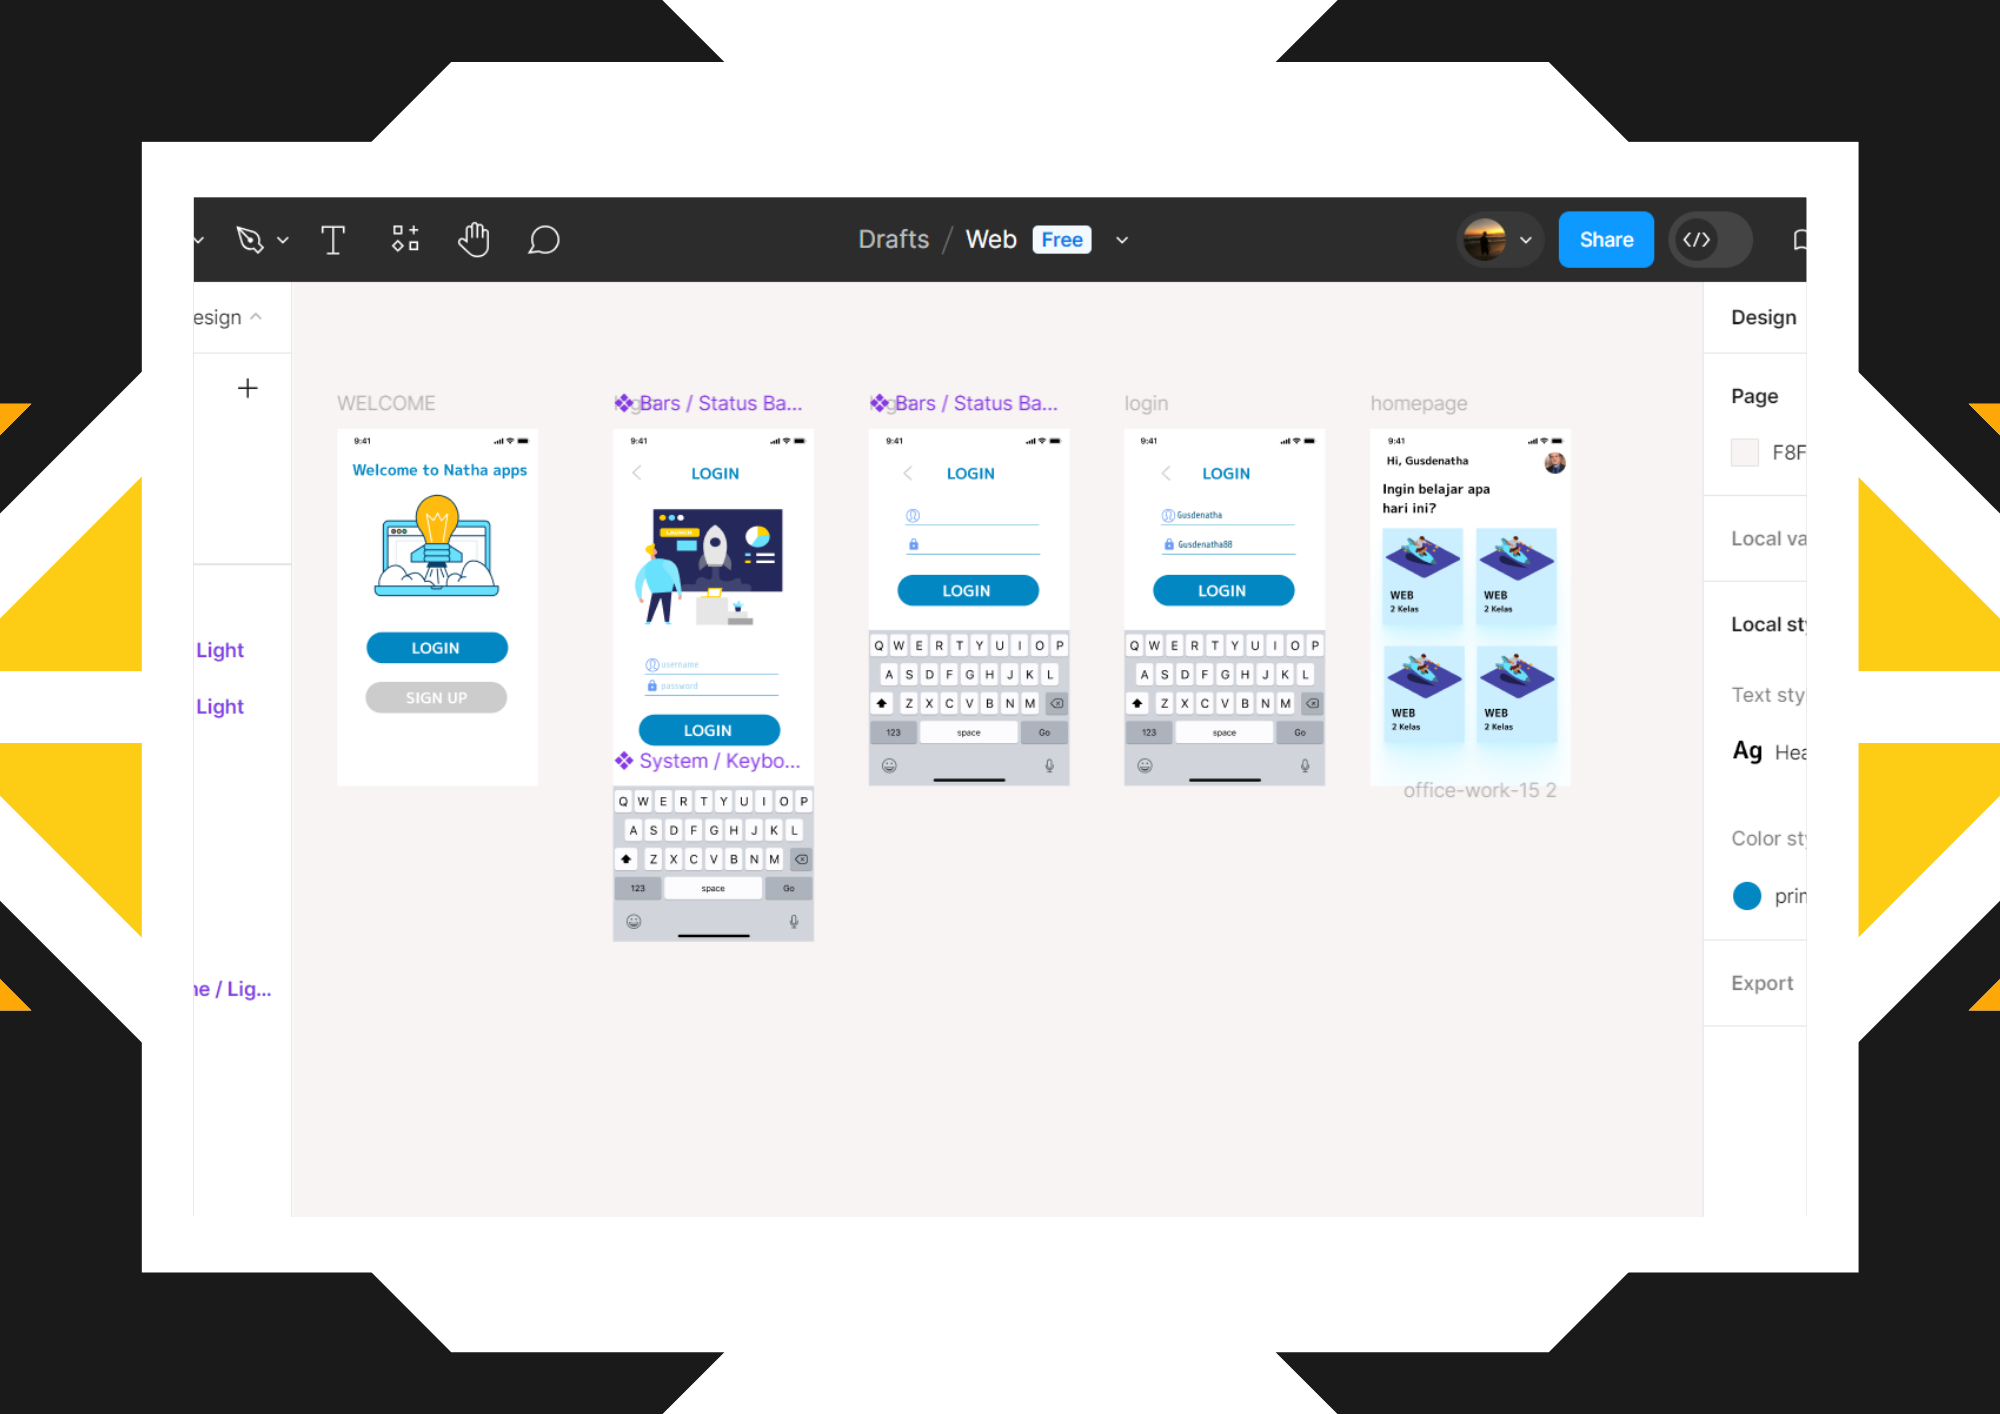 Drafts / Web Free
Share
esign
Design
Page
F8F
Local va
Local sty
Text sty
Ag Hea
Color sty
prin
Export
Light
Light
ne / Lig...
WELCOME
9:41
Welcome to Natha apps
LOGIN
SIGN UP
Bars / Status Ba...
9:41
LOGIN
LAUNCH
username
password
LOGIN
System / Keybo...
Q W E R T Y U I O P
A S D F G H J K L
Z X C V B N M
123 space Go
Bars / Status Ba...
9:41
LOGIN
LOGIN
Q W E R T Y U I O P
A S D F G H J K L
Z X C V B N M
123 space Go
login
9:41
LOGIN
Gusdenatha
Gusdenatha88
LOGIN
Q W E R T Y U I O P
A S D F G H J K L
Z X C V B N M
123 space Go
homepage
9:41
Hi, Gusdenatha
Ingin belajar apa
hari ini?
WEB
2 Kelas
WEB
2 Kelas
WEB
2 Kelas
WEB
2 Kelas
office-work-15 2